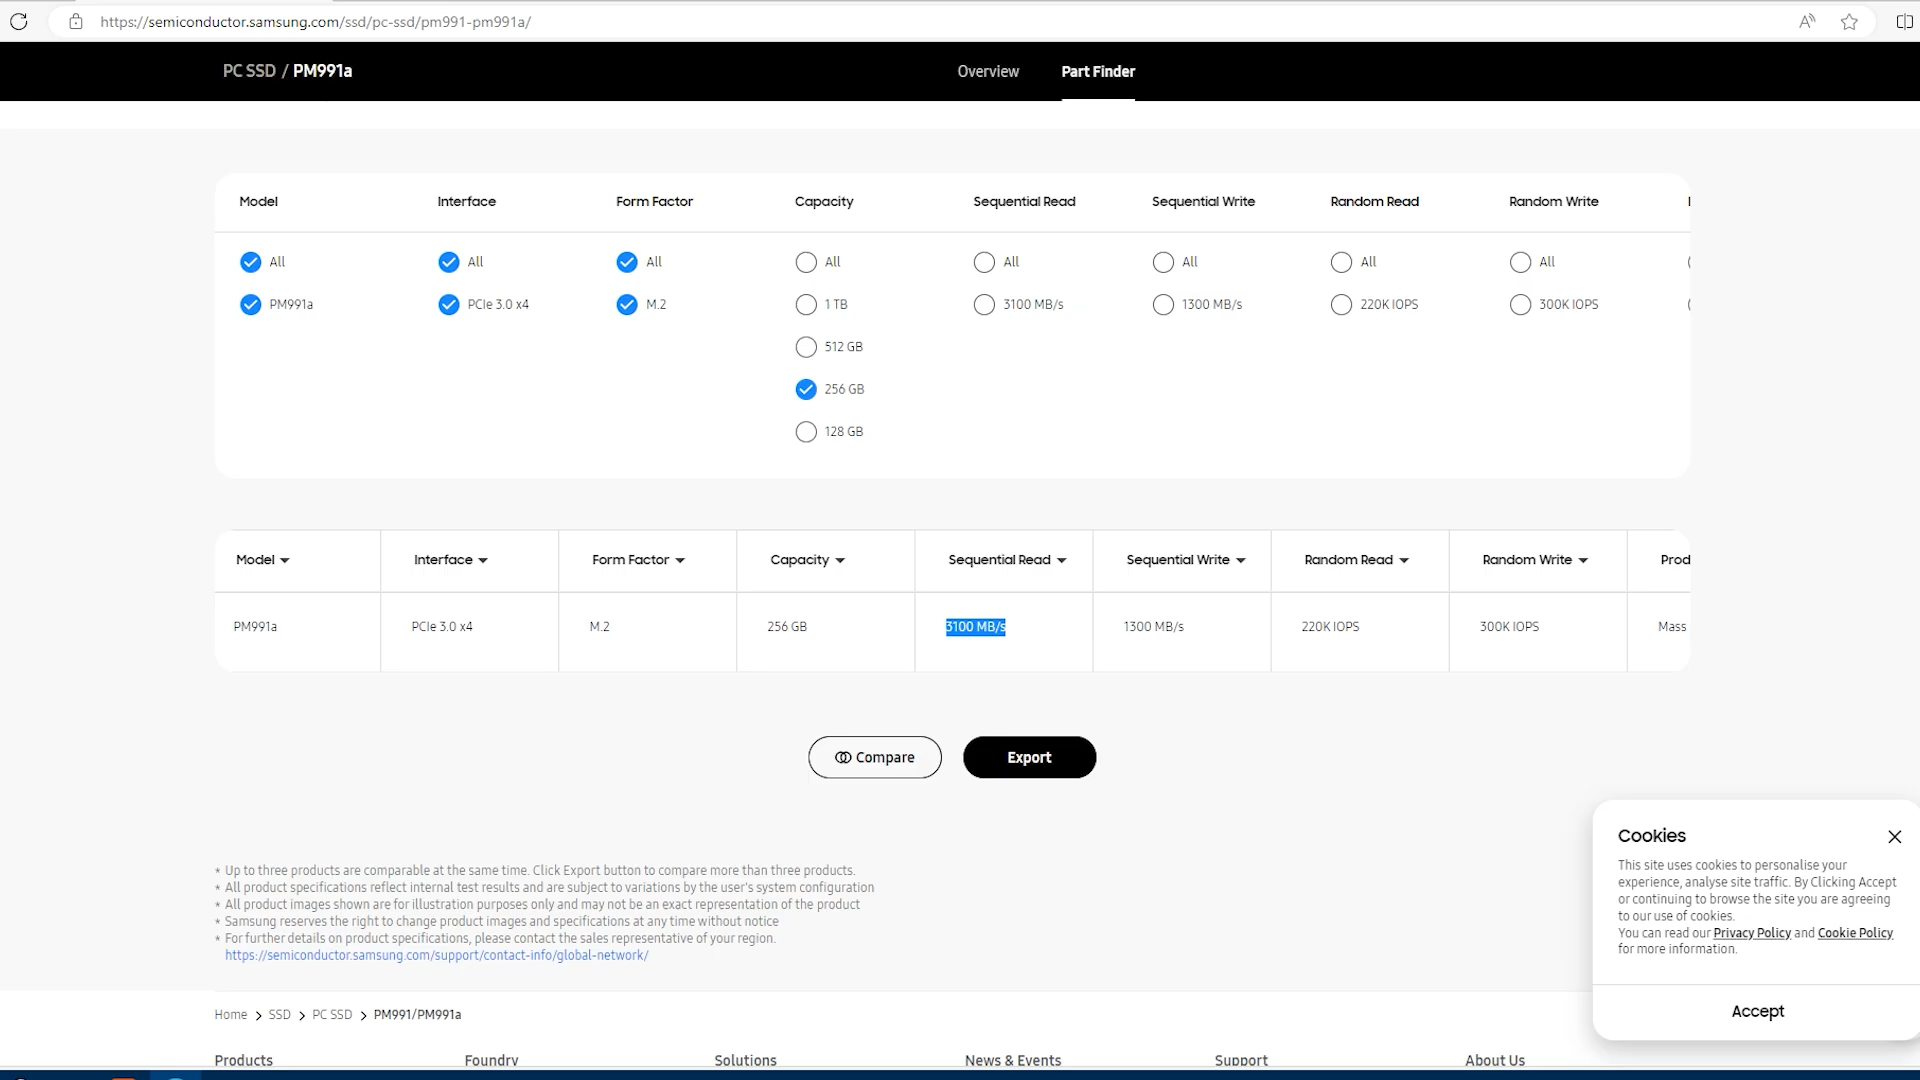 https://semiconductor.samsung.com/ssd/pc-ssd/pm991-pm991a/
PC SSD / PM991a
Overview
Part Finder
Model Interface Form Factor Capacity Sequential Read Sequential Write Random Read Random Write
All All All All All All All All
PM991a PCIe 3.0 x4 M.2 1 TB 3100 MB/s 1300 MB/s 220K IOPS 300K IOPS
512 GB
256 GB
128 GB
Model Interface Form Factor Capacity Sequential Read Sequential Write Random Read Random Write Prod
PM991a PCIe 3.0 x4 M.2 256 GB 3100 MB/s 1300 MB/s 220K IOPS 300K IOPS Mass
Compare
Export
* Up to three products are comparable at the same time. Click Export button to compare more than three products.
* All product specifications reflect internal test results and are subject to variations by the user's system configuration
* All product images shown are for illustration purposes only and may not be an exact representation of the product
* Samsung reserves the right to change product images and specifications at any time without notice
* For further details on product specifications, please contact the sales representative of your region.
https://semiconductor.samsung.com/support/contact-info/global-network/
Cookies
This site uses cookies to personalise your
experience, analyse site traffic. By Clicking Accept
or continuing to browse the site you are agreeing
to our use of cookies.
You can read our Privacy Policy and Cookie Policy
for more information.
Accept
Home > SSD > PC SSD > PM991/PM991a
Products Foundry Solutions News & Events Support About Us